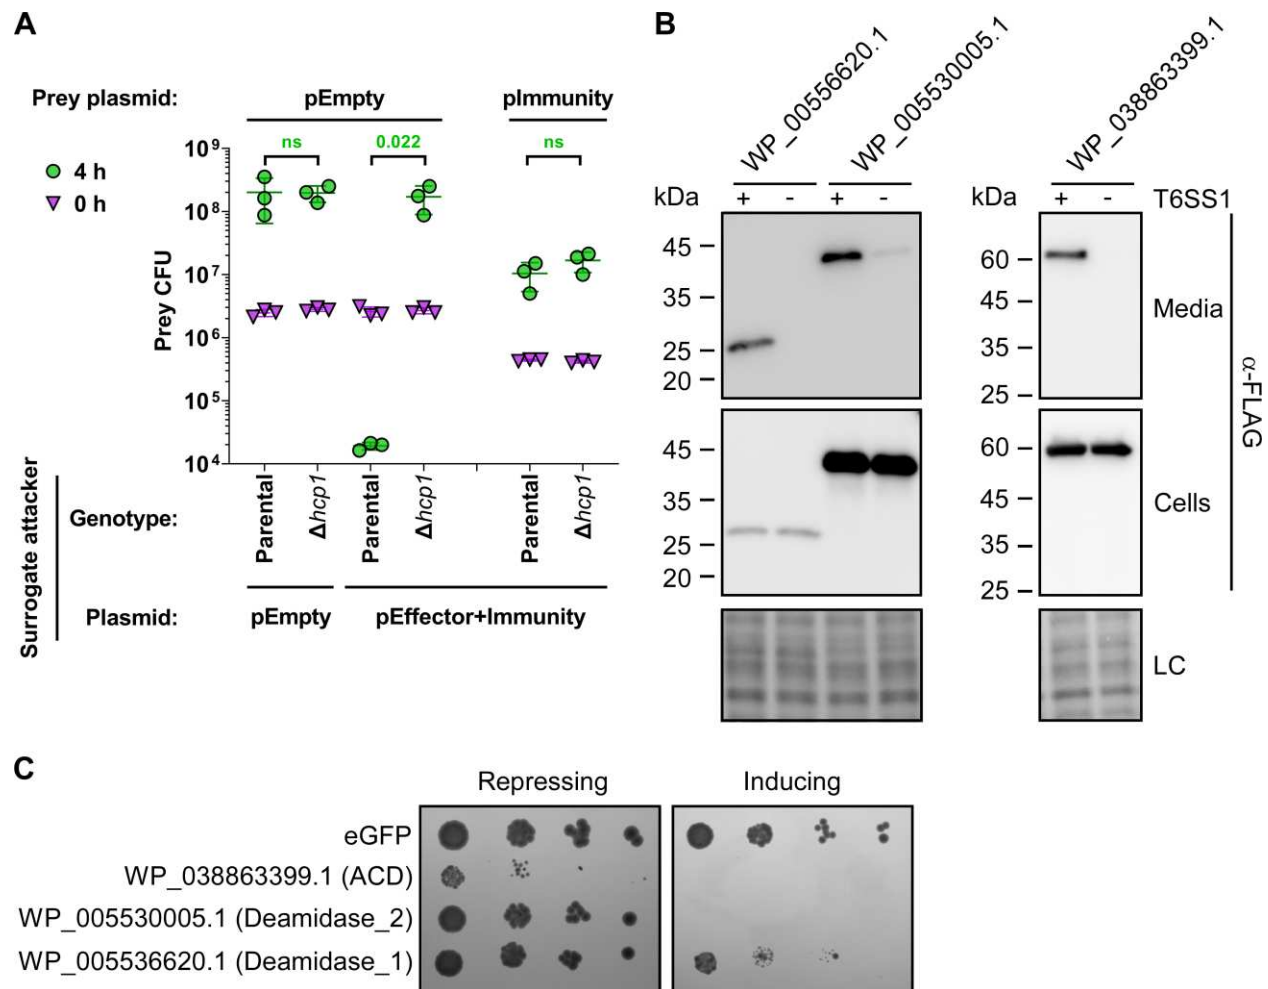 A
Prey plasmid:
pEmpty
pImmunity
4 h
0 h
ns
0.022
ns
Prey CFU
10⁹
10⁸
10⁷
10⁶
10⁵
10⁴
Surrogate attacker
Genotype:
Parental
Δhcp1
Parental
Δhcp1
Parental
Δhcp1
Plasmid:
pEmpty
pEffector+Immunity
B
WP_005556620.1
WP_005530005.1
WP_038863399.1
kDa
+ - + -
kDa
+ -
T6SS1
45
35
25
20
60
45
35
25
Media
45
35
25
20
60
45
35
25
Cells
α-FLAG
LC
C
Repressing
Inducing
eGFP
WP_038863399.1 (ACD)
WP_005530005.1 (Deamidase_2)
WP_005536620.1 (Deamidase_1)